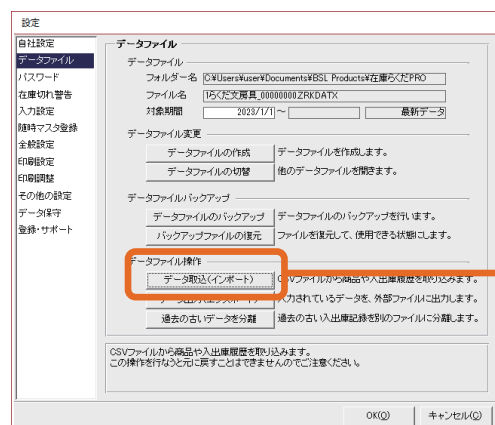 設定
自社設定
データファイル
パスワード
在庫切れ警告
入力設定
随時マスタ登録
全般設定
印刷設定
印刷調整
その他の設定
データ保守
登録・サポート
データファイル
データファイル
フォルダー名 C:¥Users¥user¥Documents¥BSL Products¥在庫らくだPRO
ファイル名 1らくだ文房具_00000000.ZRKDATX
対象期間 2023/1/1 ～ 最新データ
データファイル変更
データファイルの作成 データファイルを作成します。
データファイルの切替 他のデータファイルを開きます。
データファイルバックアップ
データファイルのバックアップ データファイルのバックアップを行います。
バックアップファイルの復元 ファイルを復元して、使用できる状態にします。
データファイル操作
データ取込(インポート) CSVファイルから商品や入出庫履歴を取り込みます。
データ出力(エクスポート) 入力されているデータを、外部ファイルに出力します。
過去の古いデータを分離 過去の古い入出庫記録を別のファイルに分離します。
CSVファイルから商品や入出庫履歴を取り込みます。
この操作を行なうと元に戻すことはできませんのでご注意ください。
OK(O) キャンセル(C)